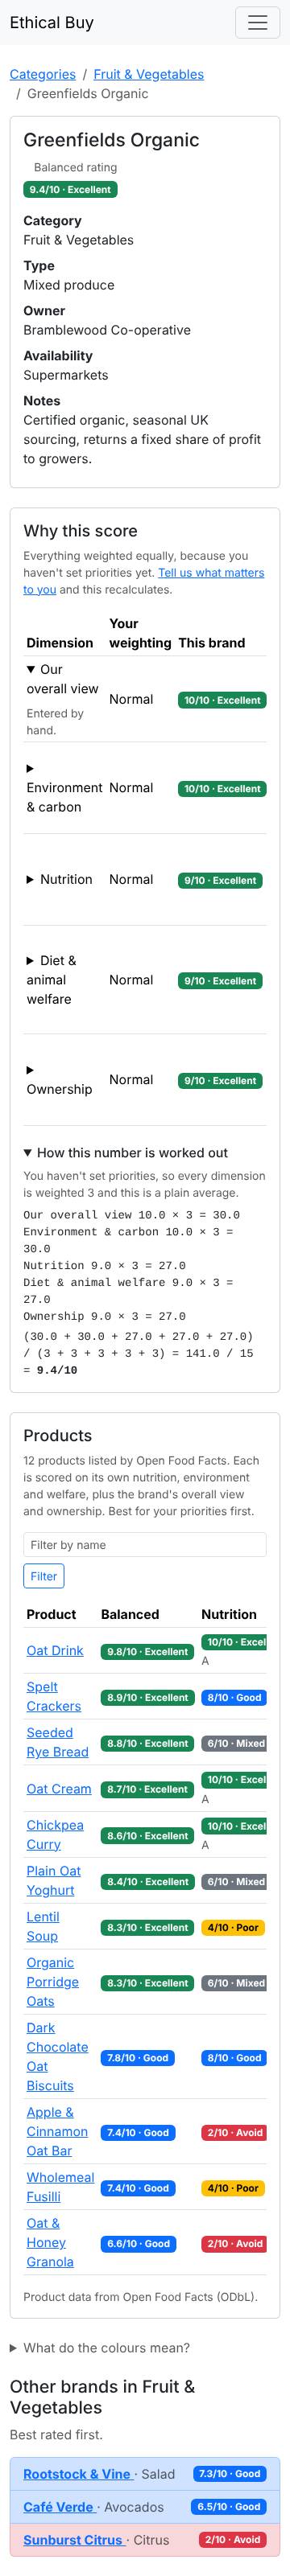 Ethical Buy
Categories / Fruit & Vegetables
/ Greenfields Organic
Greenfields Organic
Balanced rating
9.4/10 · Excellent
Category
Fruit & Vegetables
Type
Mixed produce
Owner
Bramblewood Co-operative
Availability
Supermarkets
Notes
Certified organic, seasonal UK
sourcing, returns a fixed share of profit
to growers.
Why this score
Everything weighted equally, because you
haven't set priorities yet. Tell us what matters
to you and this recalculates.
Dimension Your weighting This brand
▼ Our
overall view
Entered by
hand.
Normal 10/10 · Excellent
▶
Environment
& carbon
Normal 10/10 · Excellent
▶ Nutrition Normal 9/10 · Excellent
▶ Diet &
animal
welfare
Normal 9/10 · Excellent
▶
Ownership
Normal 9/10 · Excellent
▼ How this number is worked out
You haven't set priorities, so every dimension
is weighted 3 and this is a plain average.
Our overall view 10.0 × 3 = 30.0
Environment & carbon 10.0 × 3 =
30.0
Nutrition 9.0 × 3 = 27.0
Diet & animal welfare 9.0 × 3 =
27.0
Ownership 9.0 × 3 = 27.0
(30.0 + 30.0 + 27.0 + 27.0 + 27.0)
/ (3 + 3 + 3 + 3 + 3) = 141.0 / 15
= 9.4/10
Products
12 products listed by Open Food Facts. Each
is scored on its own nutrition, environment
and welfare, plus the brand's overall view
and ownership. Best for your priorities first.
Filter by name
Filter
Product Balanced Nutrition
Oat Drink 9.8/10 · Excellent 10/10 · Excel
A
Spelt
Crackers
8.9/10 · Excellent 8/10 · Good
Seeded
Rye Bread
8.8/10 · Excellent 6/10 · Mixed
Oat Cream 8.7/10 · Excellent 10/10 · Excel
A
Chickpea
Curry
8.6/10 · Excellent 10/10 · Excel
A
Plain Oat
Yoghurt
8.4/10 · Excellent 6/10 · Mixed
Lentil
Soup
8.3/10 · Excellent 4/10 · Poor
Organic
Porridge
Oats
8.3/10 · Excellent 6/10 · Mixed
Dark
Chocolate
Oat
Biscuits
7.8/10 · Good 8/10 · Good
Apple &
Cinnamon
Oat Bar
7.4/10 · Good 2/10 · Avoid
Wholemeal
Fusilli
7.4/10 · Good 4/10 · Poor
Oat &
Honey
Granola
6.6/10 · Good 2/10 · Avoid
Product data from Open Food Facts (ODbL).
▶ What do the colours mean?
Other brands in Fruit &
Vegetables
Best rated first.
Rootstock & Vine · Salad 7.3/10 · Good
Café Verde · Avocados 6.5/10 · Good
Sunburst Citrus · Citrus 2/10 · Avoid